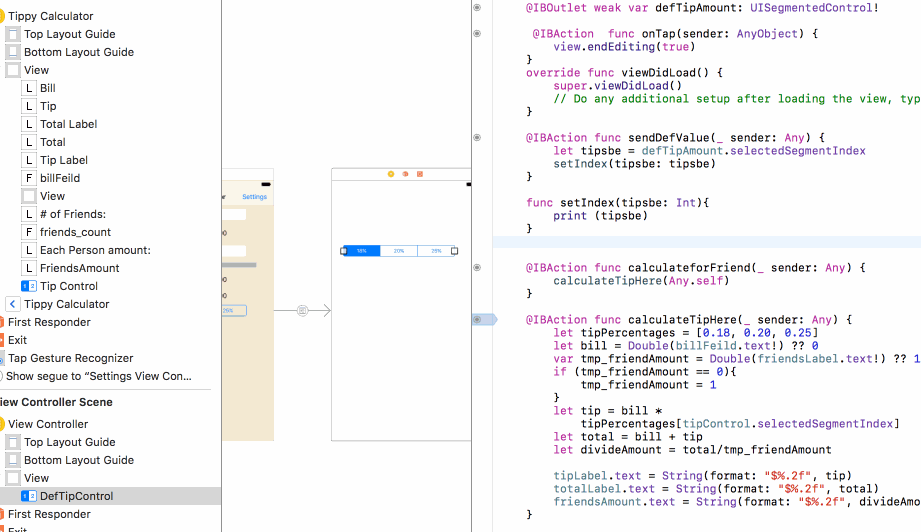 Tippy Calculator
Top Layout Guide
Bottom Layout Guide
View
L Bill
L Tip
L Total Label
L Total
L Tip Label
F billFeild
View
L # of Friends:
F friends_count
L Each Person amount:
L FriendsAmount
1 2 Tip Control
Tippy Calculator
First Responder
Exit
Tap Gesture Recognizer
Show segue to “Settings View Con...
iew Controller Scene
View Controller
Top Layout Guide
Bottom Layout Guide
View
1 2 DefTipControl
First Responder
Exit
Settings
25%
18% 20% 25%
@IBOutlet weak var defTipAmount: UISegmentedControl!
@IBAction  func onTap(sender: AnyObject) {
view.endEditing(true)
}
override func viewDidLoad() {
super.viewDidLoad()
// Do any additional setup after loading the view, typ
}
@IBAction func sendDefValue(_ sender: Any) {
let tipsbe = defTipAmount.selectedSegmentIndex
setIndex(tipsbe: tipsbe)
}
func setIndex(tipsbe: Int){
print (tipsbe)
}
@IBAction func calculateforFriend(_ sender: Any) {
calculateTipHere(Any.self)
}
@IBAction func calculateTipHere(_ sender: Any) {
let tipPercentages = [0.18, 0.20, 0.25]
let bill = Double(billFeild.text!) ?? 0
var tmp_friendAmount = Double(friendsLabel.text!) ?? 1
if (tmp_friendAmount == 0){
tmp_friendAmount = 1
}
let tip = bill *
tipPercentages[tipControl.selectedSegmentIndex]
let total = bill + tip
let divideAmount = total/tmp_friendAmount
tipLabel.text = String(format: "$%.2f", tip)
totalLabel.text = String(format: "$%.2f", total)
friendsAmount.text = String(format: "$%.2f", divideAmo
}